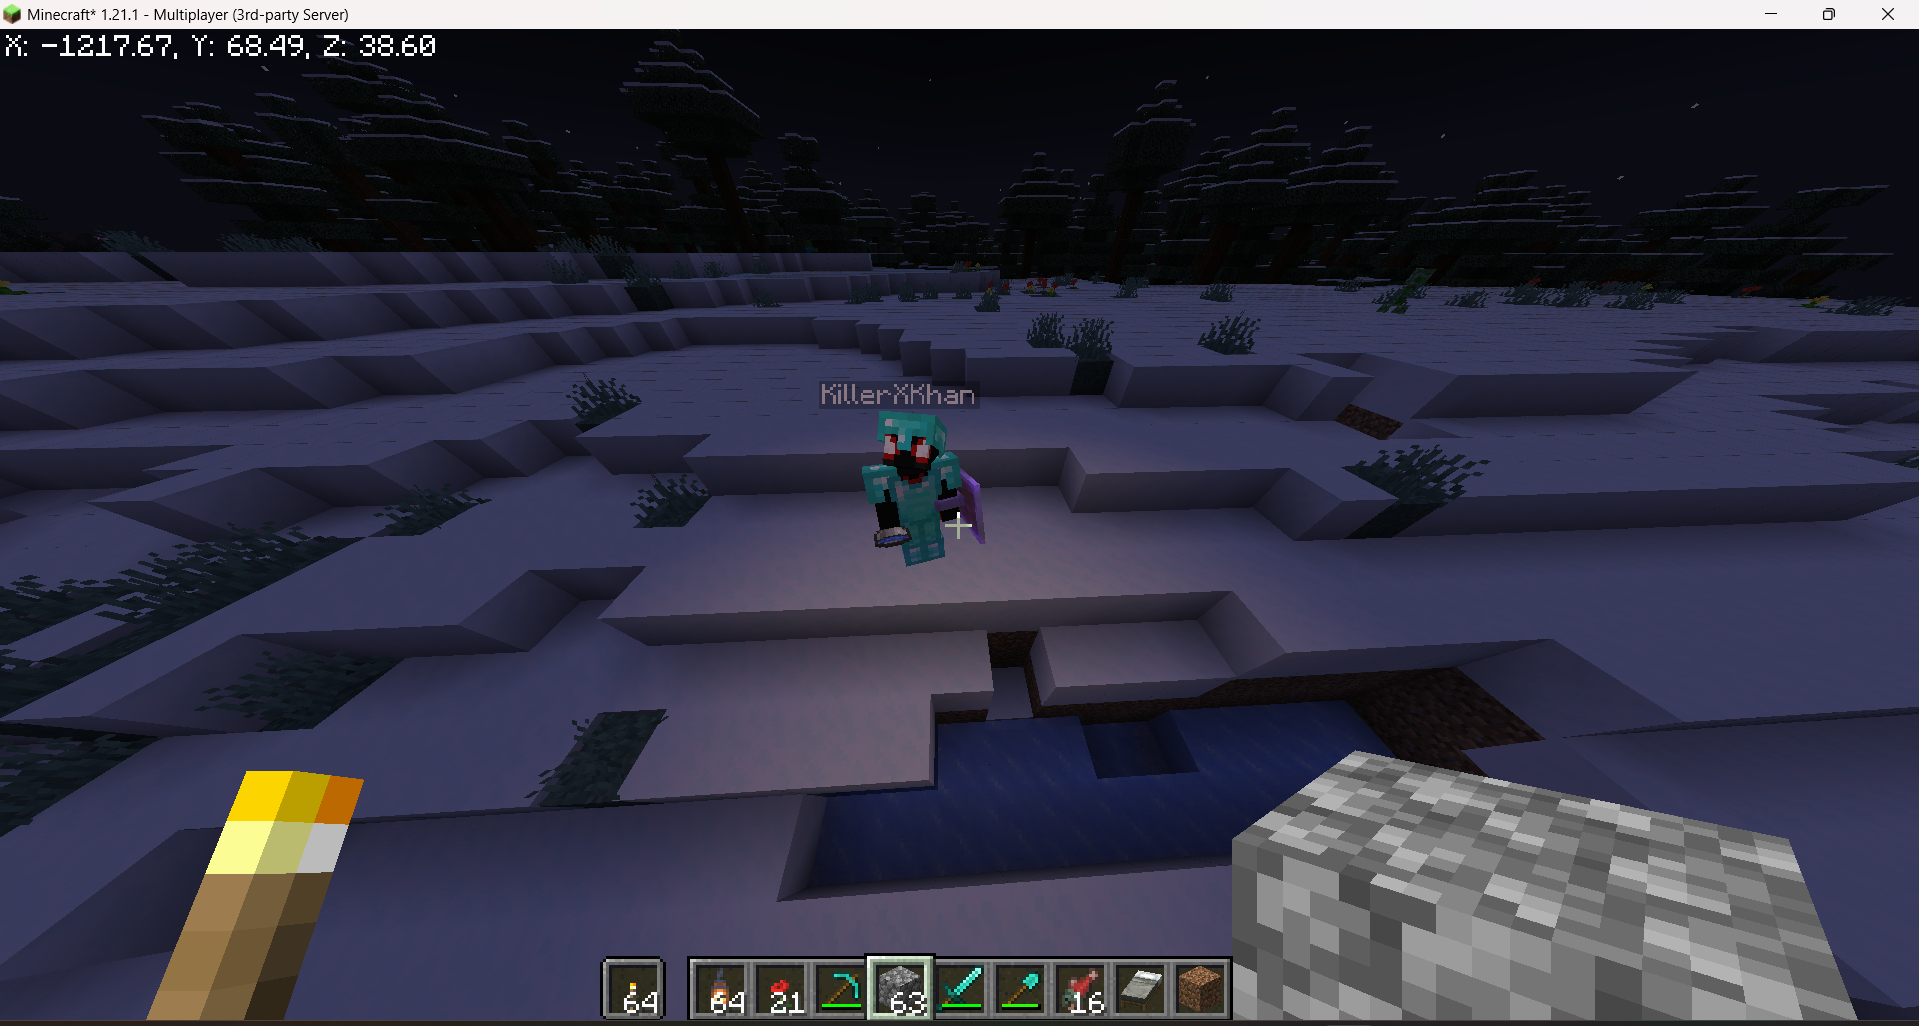 Minecraft* 1.21.1 - Multiplayer (3rd-party Server)
X: -1217.67, Y: 68.49, Z: 38.60
KillerXKhan
64 64 21 63 16